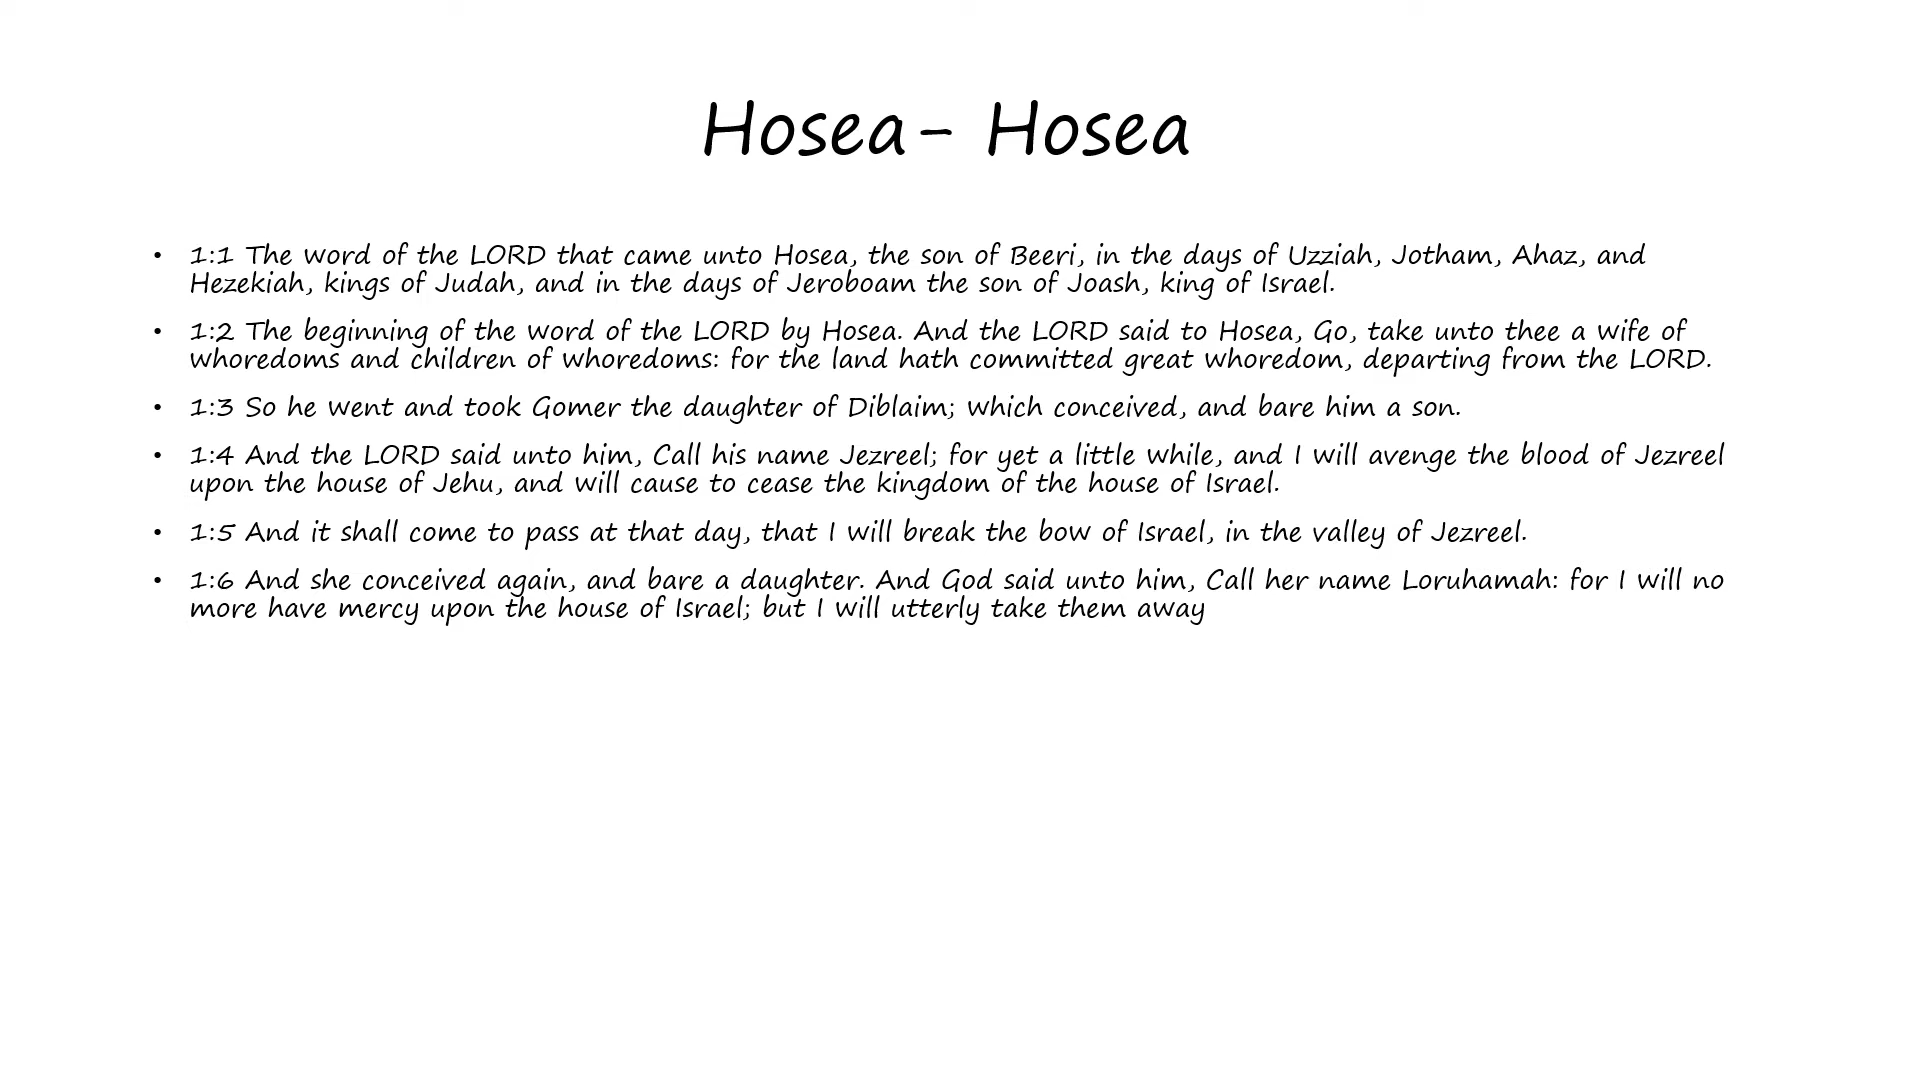 Hosea- Hosea
• 1:1 The word of the LORD that came unto Hosea, the son of Beeri, in the days of Uzziah, Jotham, Ahaz, and
Hezekiah, kings of Judah, and in the days of Jeroboam the son of Joash, king of Israel.
• 1:2 The beginning of the word of the LORD by Hosea. And the LORD said to Hosea, Go, take unto thee a wife of
whoredoms and children of whoredoms: for the land hath committed great whoredom, departing from the LORD.
• 1:3 So he went and took Gomer the daughter of Diblaim; which conceived, and bare him a son.
• 1:4 And the LORD said unto him, Call his name Jezreel; for yet a little while, and I will avenge the blood of Jezreel
upon the house of Jehu, and will cause to cease the kingdom of the house of Israel.
• 1:5 And it shall come to pass at that day, that I will break the bow of Israel, in the valley of Jezreel.
• 1:6 And she conceived again, and bare a daughter. And God said unto him, Call her name Loruhamah: for I will no
more have mercy upon the house of Israel; but I will utterly take them away